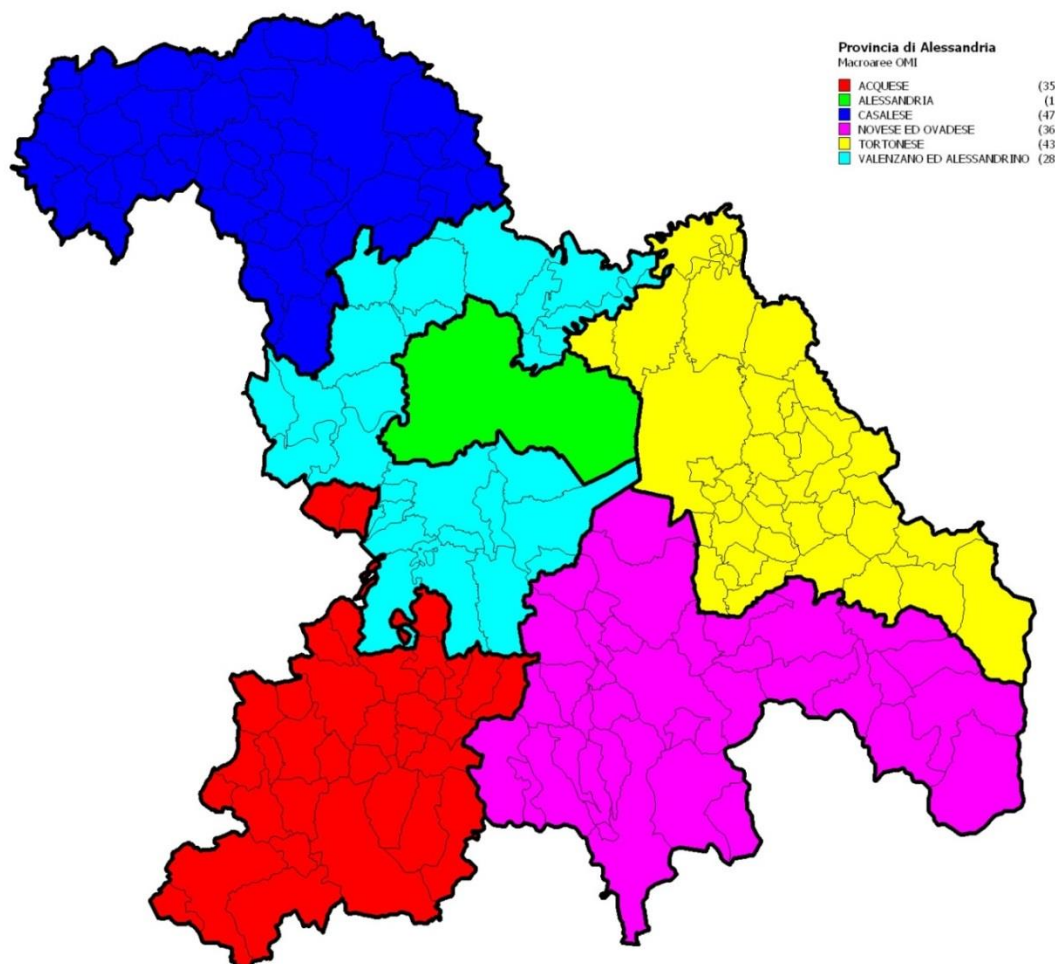 Provincia di Alessandria
Macroaree OMI
ACQUESE (35
ALESSANDRIA (1
CASALESE (47
NOVESE ED OVADESE (36
TORTONESE (43
VALENZANO ED ALESSANDRINO (28